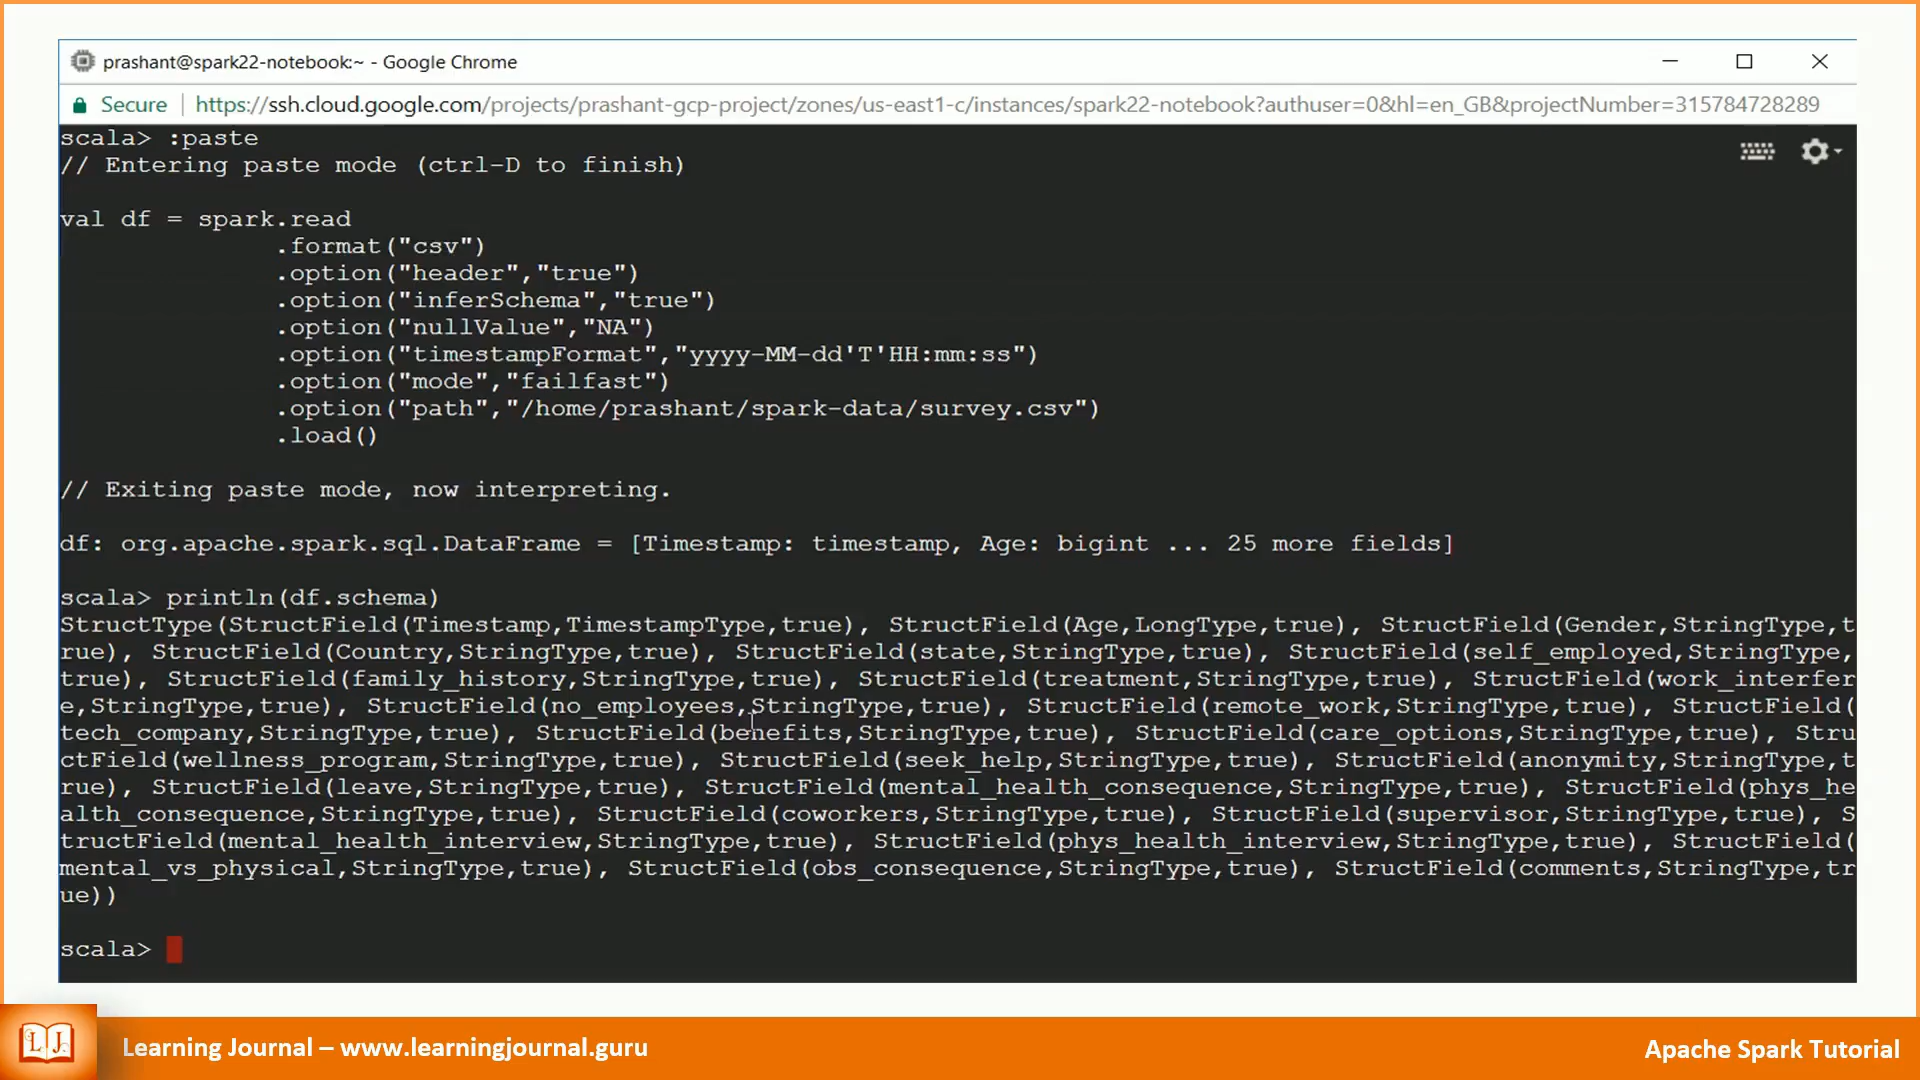 prashant@spark22-notebook:~ - Google Chrome
Secure | https://ssh.cloud.google.com/projects/prashant-gcp-project/zones/us-east1-c/instances/spark22-notebook?authuser=0&hl=en_GB&projectNumber=315784728289
scala> :paste
// Entering paste mode (ctrl-D to finish)
val df = spark.read
.format("csv")
.option("header","true")
.option("inferSchema","true")
.option("nullValue","NA")
.option("timestampFormat","yyyy-MM-dd'T'HH:mm:ss")
.option("mode","failfast")
.option("path","/home/prashant/spark-data/survey.csv")
.load()
// Exiting paste mode, now interpreting.
df: org.apache.spark.sql.DataFrame = [Timestamp: timestamp, Age: bigint ... 25 more fields]
scala> println(df.schema)
StructType(StructField(Timestamp,TimestampType,true), StructField(Age,LongType,true), StructField(Gender,StringType,t
rue), StructField(Country,StringType,true), StructField(state,StringType,true), StructField(self_employed,StringType,
true), StructField(family_history,StringType,true), StructField(treatment,StringType,true), StructField(work_interfer
e,StringType,true), StructField(no_employees,StringType,true), StructField(remote_work,StringType,true), StructField(
tech_company,StringType,true), StructField(benefits,StringType,true), StructField(care_options,StringType,true), Stru
ctField(wellness_program,StringType,true), StructField(seek_help,StringType,true), StructField(anonymity,StringType,t
rue), StructField(leave,StringType,true), StructField(mental_health_consequence,StringType,true), StructField(phys_he
alth_consequence,StringType,true), StructField(coworkers,StringType,true), StructField(supervisor,StringType,true), S
tructField(mental_health_interview,StringType,true), StructField(phys_health_interview,StringType,true), StructField(
mental_vs_physical,StringType,true), StructField(obs_consequence,StringType,true), StructField(comments,StringType,tr
ue))
scala>
LJ
Learning Journal – www.learningjournal.guru
Apache Spark Tutorial